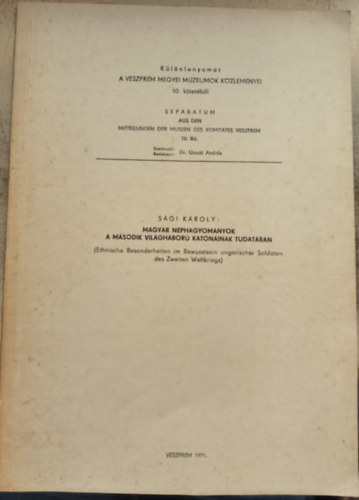 Különlenyomat
A VESZPRÉM MEGYEI MÚZEUMOK KÖZLEMÉNYEI
10. kötetéből
SEPARATUM
AUS DEN
MITTEILUNGEN DER MUSEEN DES KOMITATES VESZPRÉM
10. Bd.
Szerkesztő:
Redakteur: Dr. Uzsoki András
SÁGI KÁROLY:
MAGYAR NÉPHAGYOMÁNYOK
A MÁSODIK VILÁGHÁBORÚ KATONÁINAK TUDATÁBAN
(Ethnische Besonderheiten im Bewusstsein ungarischer Soldaten
des Zweiten Weltkriegs)
VESZPRÉM 1971.